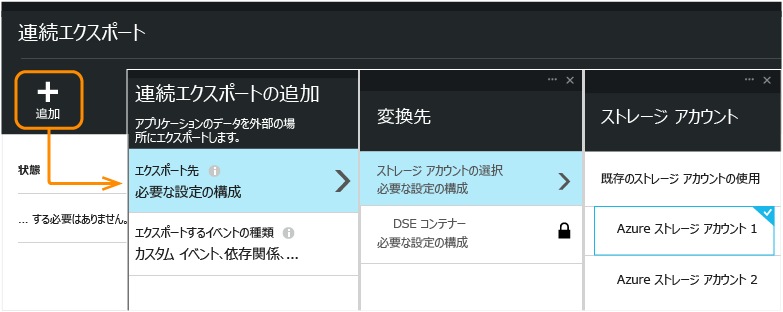 連続エクスポート
追加
状態
... する必要はありません。
連続エクスポートの追加
アプリケーションのデータを外部の場
所にエクスポートします。
エクスポート先
必要な設定の構成
エクスポートするイベントの種類
カスタム イベント、依存関係、...
変換先
ストレージ アカウントの選択
必要な設定の構成
DSE コンテナー
必要な設定の構成
ストレージ アカウント
既存のストレージ アカウントの使用
Azure ストレージ アカウント 1
Azure ストレージ アカウント 2